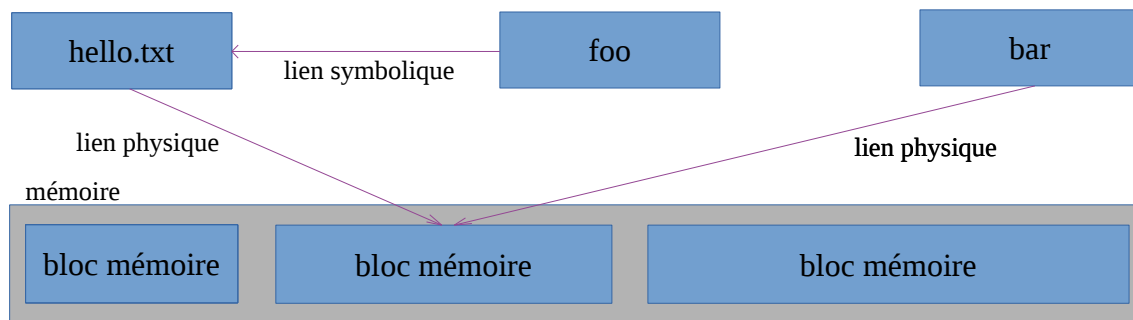 hello.txt
foo
bar
lien symbolique
lien physique
lien physique
mémoire
bloc mémoire
bloc mémoire
bloc mémoire